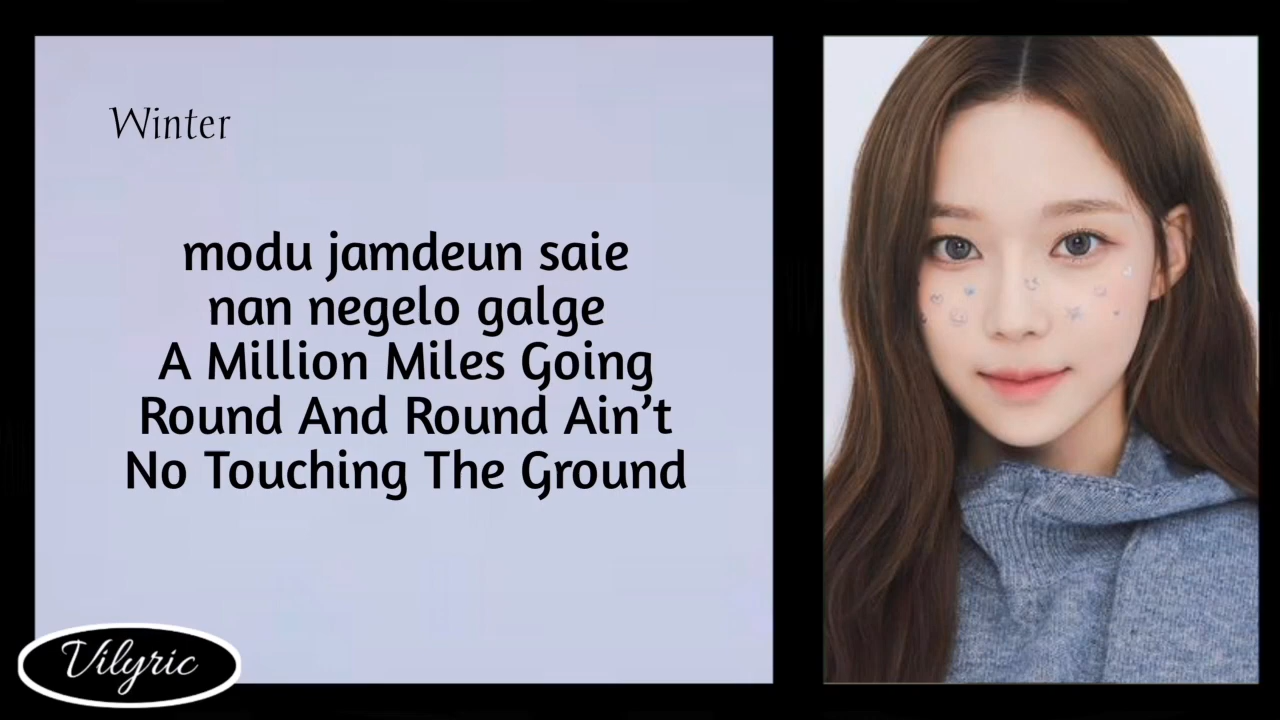 Winter
modu jamdeun saie
nan negelo galge
A Million Miles Going
Round And Round Ain’t
No Touching The Ground
Vilyric